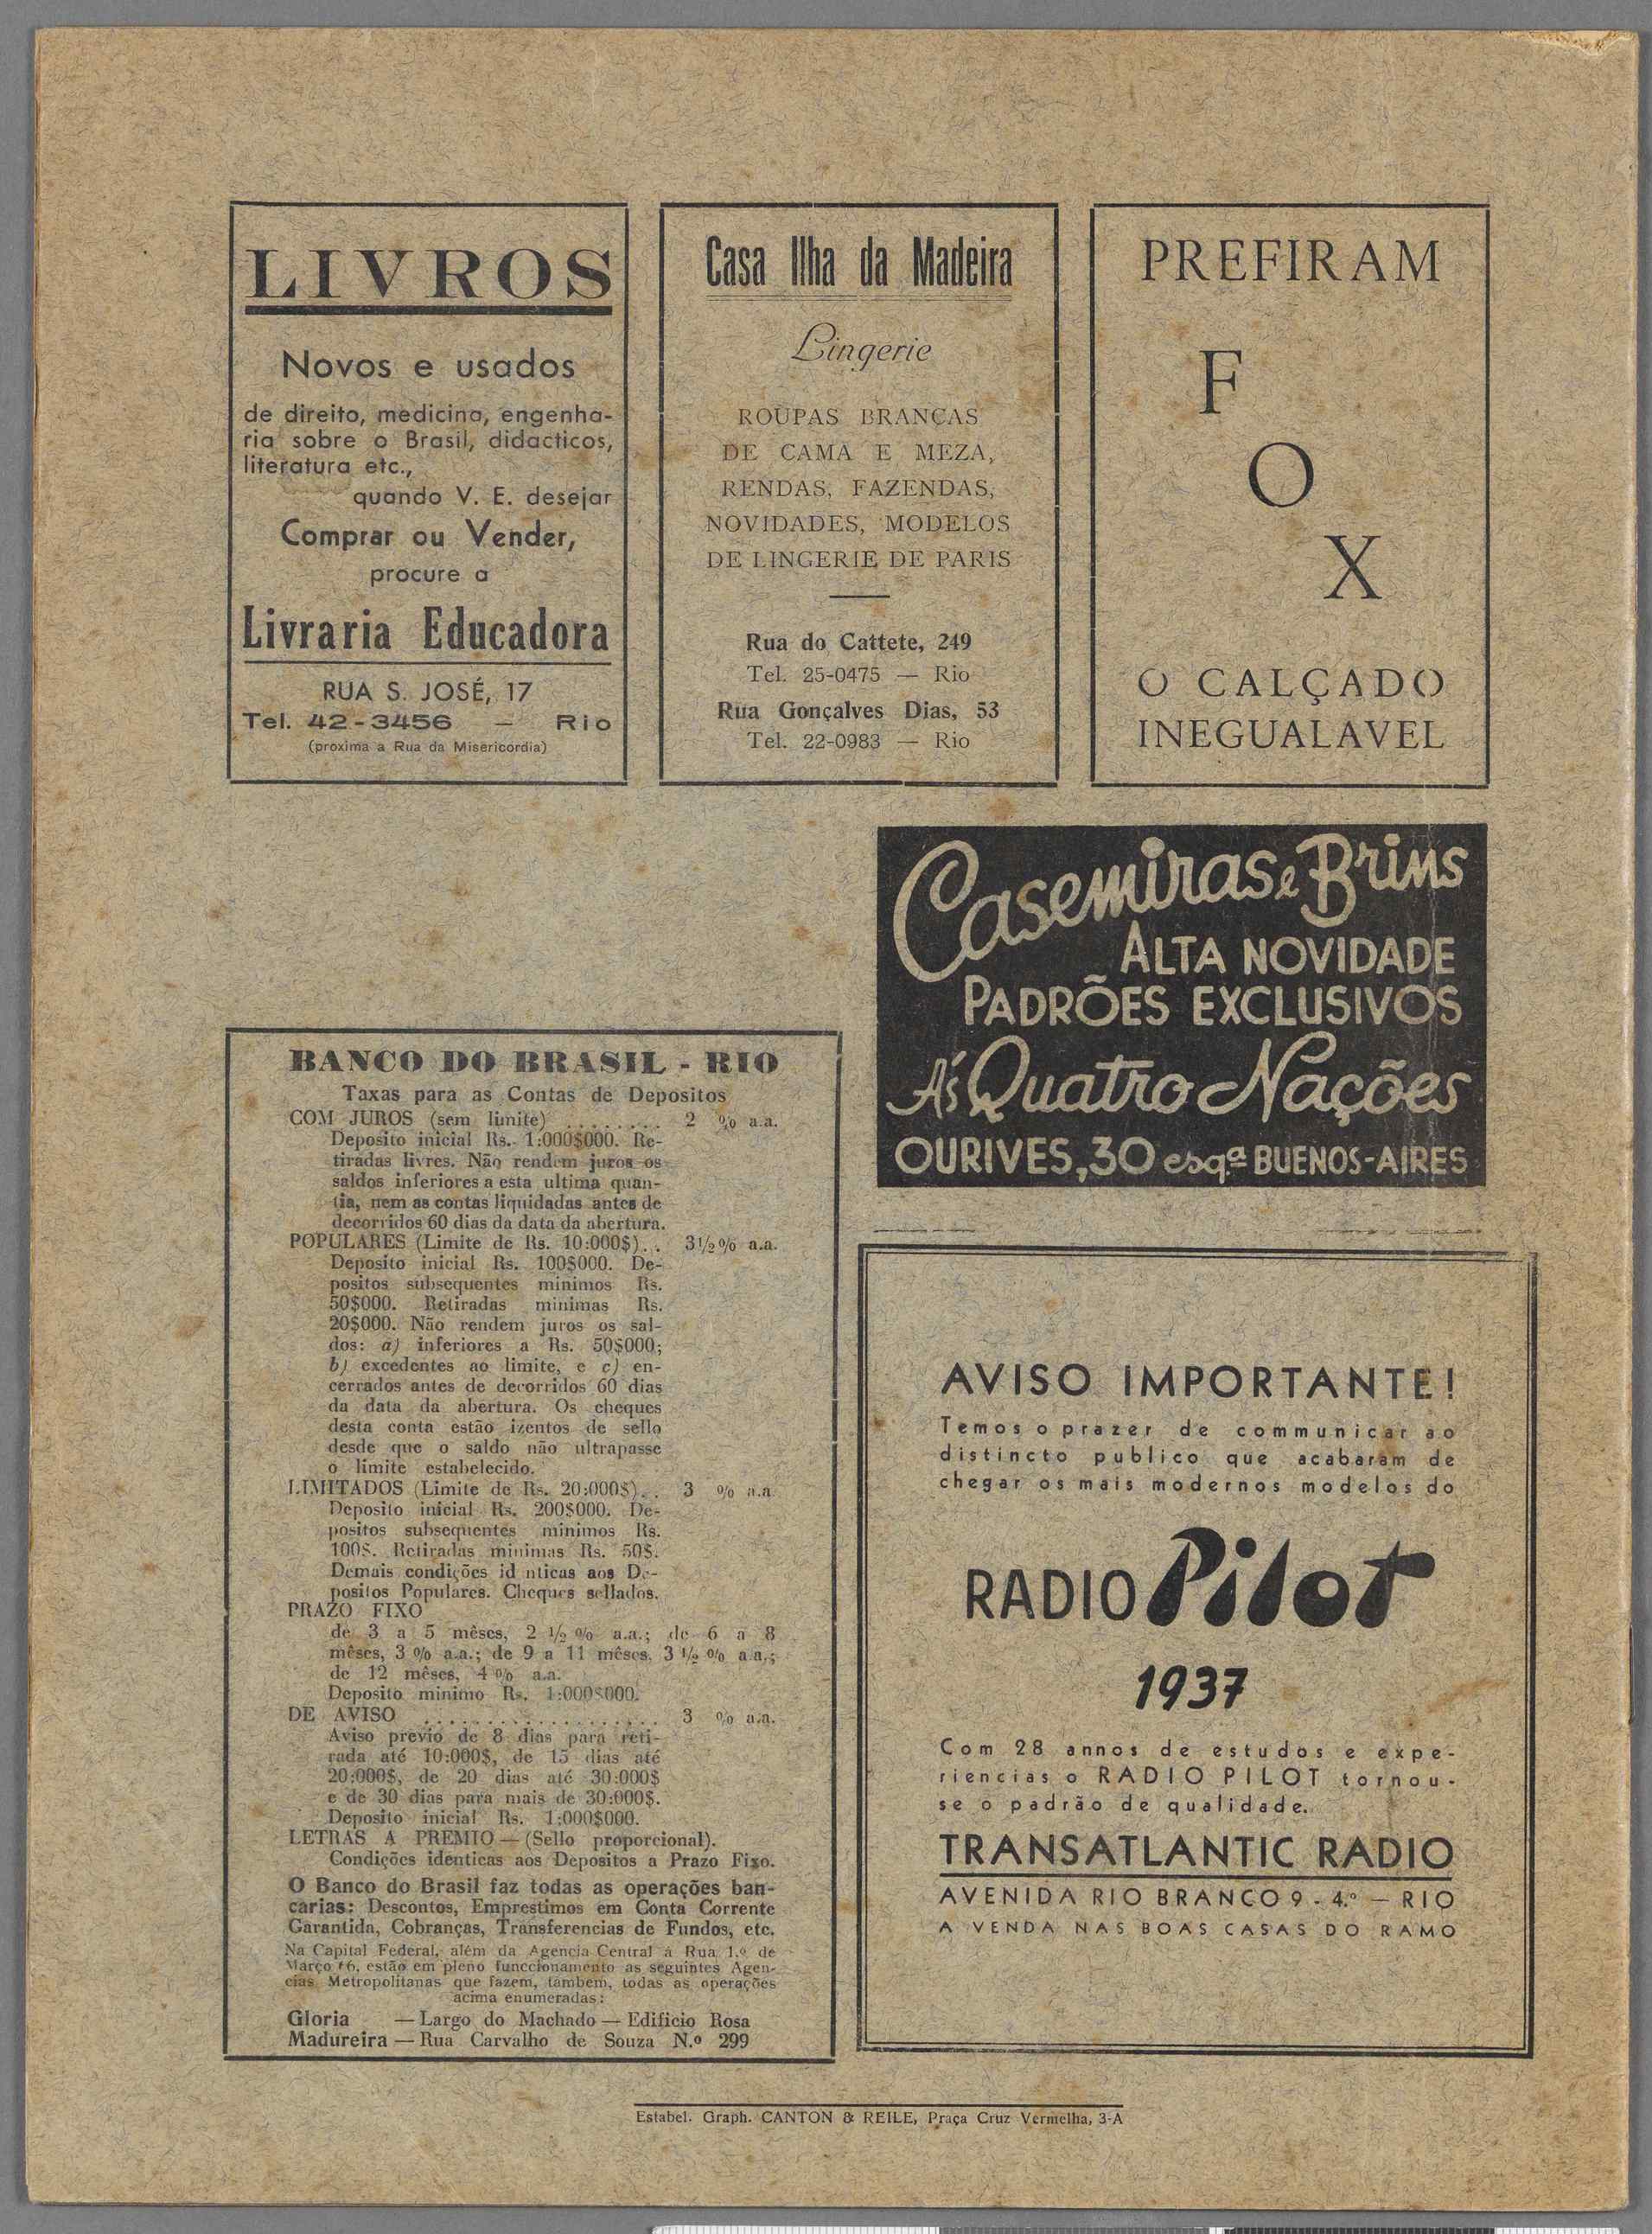 LIVROS
Novos e usados
de direito, medicina, engenha-
ria sobre o Brasil, didacticos,
literatura etc.,
quando V. E. desejar
Comprar ou Vender,
procure a
Livraria Educadora
RUA S. JOSÉ, 17
Tel. 42-3456 — Rio
(proxima a Rua da Misericordia)
Casa Ilha da Madeira
Lingerie
ROUPAS BRANCAS
DE CAMA E MEZA,
RENDAS, FAZENDAS,
NOVIDADES, MODELOS
DE LINGERIE DE PARIS
Rua do Cattete, 249
Tel. 25-0475 — Rio
Rua Gonçalves Dias, 53
Tel. 22-0983 — Rio
PREFIRAM
F
O
X
O CALÇADO
INEGUALAVEL
Casemiras e Brins
ALTA NOVIDADE
PADRÕES EXCLUSIVOS
Ás Quatro Nações
OURIVES, 30 esqª BUENOS-AIRES
BANCO DO BRASIL - RIO
Taxas para as Contas de Depositos
COM JUROS (sem limite) ........ 2 % a.a.
Deposito inicial Rs. 1:000$000. Re-
tiradas livres. Não rendem juros os
saldos inferiores a esta ultima quan-
tia, nem as contas liquidadas antes de
decorridos 60 dias da data da abertura.
POPULARES (Limite de Rs. 10:000$).. 3½% a.a.
Deposito inicial Rs. 100$000. De-
positos subsequentes minimos Rs.
50$000. Retiradas minimas Rs.
20$000. Não rendem juros os sal-
dos: a) inferiores a Rs. 50$000;
b) excedentes ao limite, e c) en-
cerrados antes de decorridos 60 dias
da data da abertura. Os cheques
desta conta estão izentos de sello
desde que o saldo não ultrapasse
o limite estabelecido.
LIMITADOS (Limite de Rs. 20:000$).. 3 % a.a.
Deposito inicial Rs. 200$000. De-
positos subsequentes minimos Rs.
100$. Retiradas minimas Rs. 50$.
Demais condições id nticas aos De-
positos Populares. Cheques sellados.
PRAZO FIXO
de 3 a 5 mêses, 2 ½ % a.a.; de 6 a 8
mêses, 3 % a.a.; de 9 a 11 mêses, 3 ½ % a.a.;
de 12 mêses, 4 % a.a.
Deposito minimo Rs. 1:000$000.
DE AVISO ................... 3 % a.a.
Aviso prévio de 8 dias para reti-
rada até 10:000$, de 15 dias até
20:000$, de 20 dias até 30:000$
e de 30 dias para mais de 30:000$.
Deposito inicial Rs. 1:000$000.
LETRAS A PREMIO — (Sello proporcional).
Condições identicas aos Depositos a Prazo Fixo.
O Banco do Brasil faz todas as operações ban-
carias: Descontos, Emprestimos em Conta Corrente
Garantida, Cobranças, Transferencias de Fundos, etc.
Na Capital Federal, além da Agencia Central á Rua 1.º de
Março 66, estão em pleno funccionamento as seguintes Agen-
cias Metropolitanas que fazem, tambem, todas as operações
acima enumeradas:
Gloria — Largo do Machado — Edificio Rosa
Madureira — Rua Carvalho de Souza N.º 299
AVISO IMPORTANTE!
Temos o prazer de communicar ao
distincto publico que acabaram de
chegar os mais modernos modelos do
RADIO Pilot
1937
Com 28 annos de estudos e expe-
riencias o RADIO PILOT tornou-
se o padrão de qualidade.
TRANSATLANTIC RADIO
AVENIDA RIO BRANCO 9 - 4.º — RIO
A VENDA NAS BOAS CASAS DO RAMO
Estabel. Graph. CANTON & REILE, Praça Cruz Vermelha, 3-A